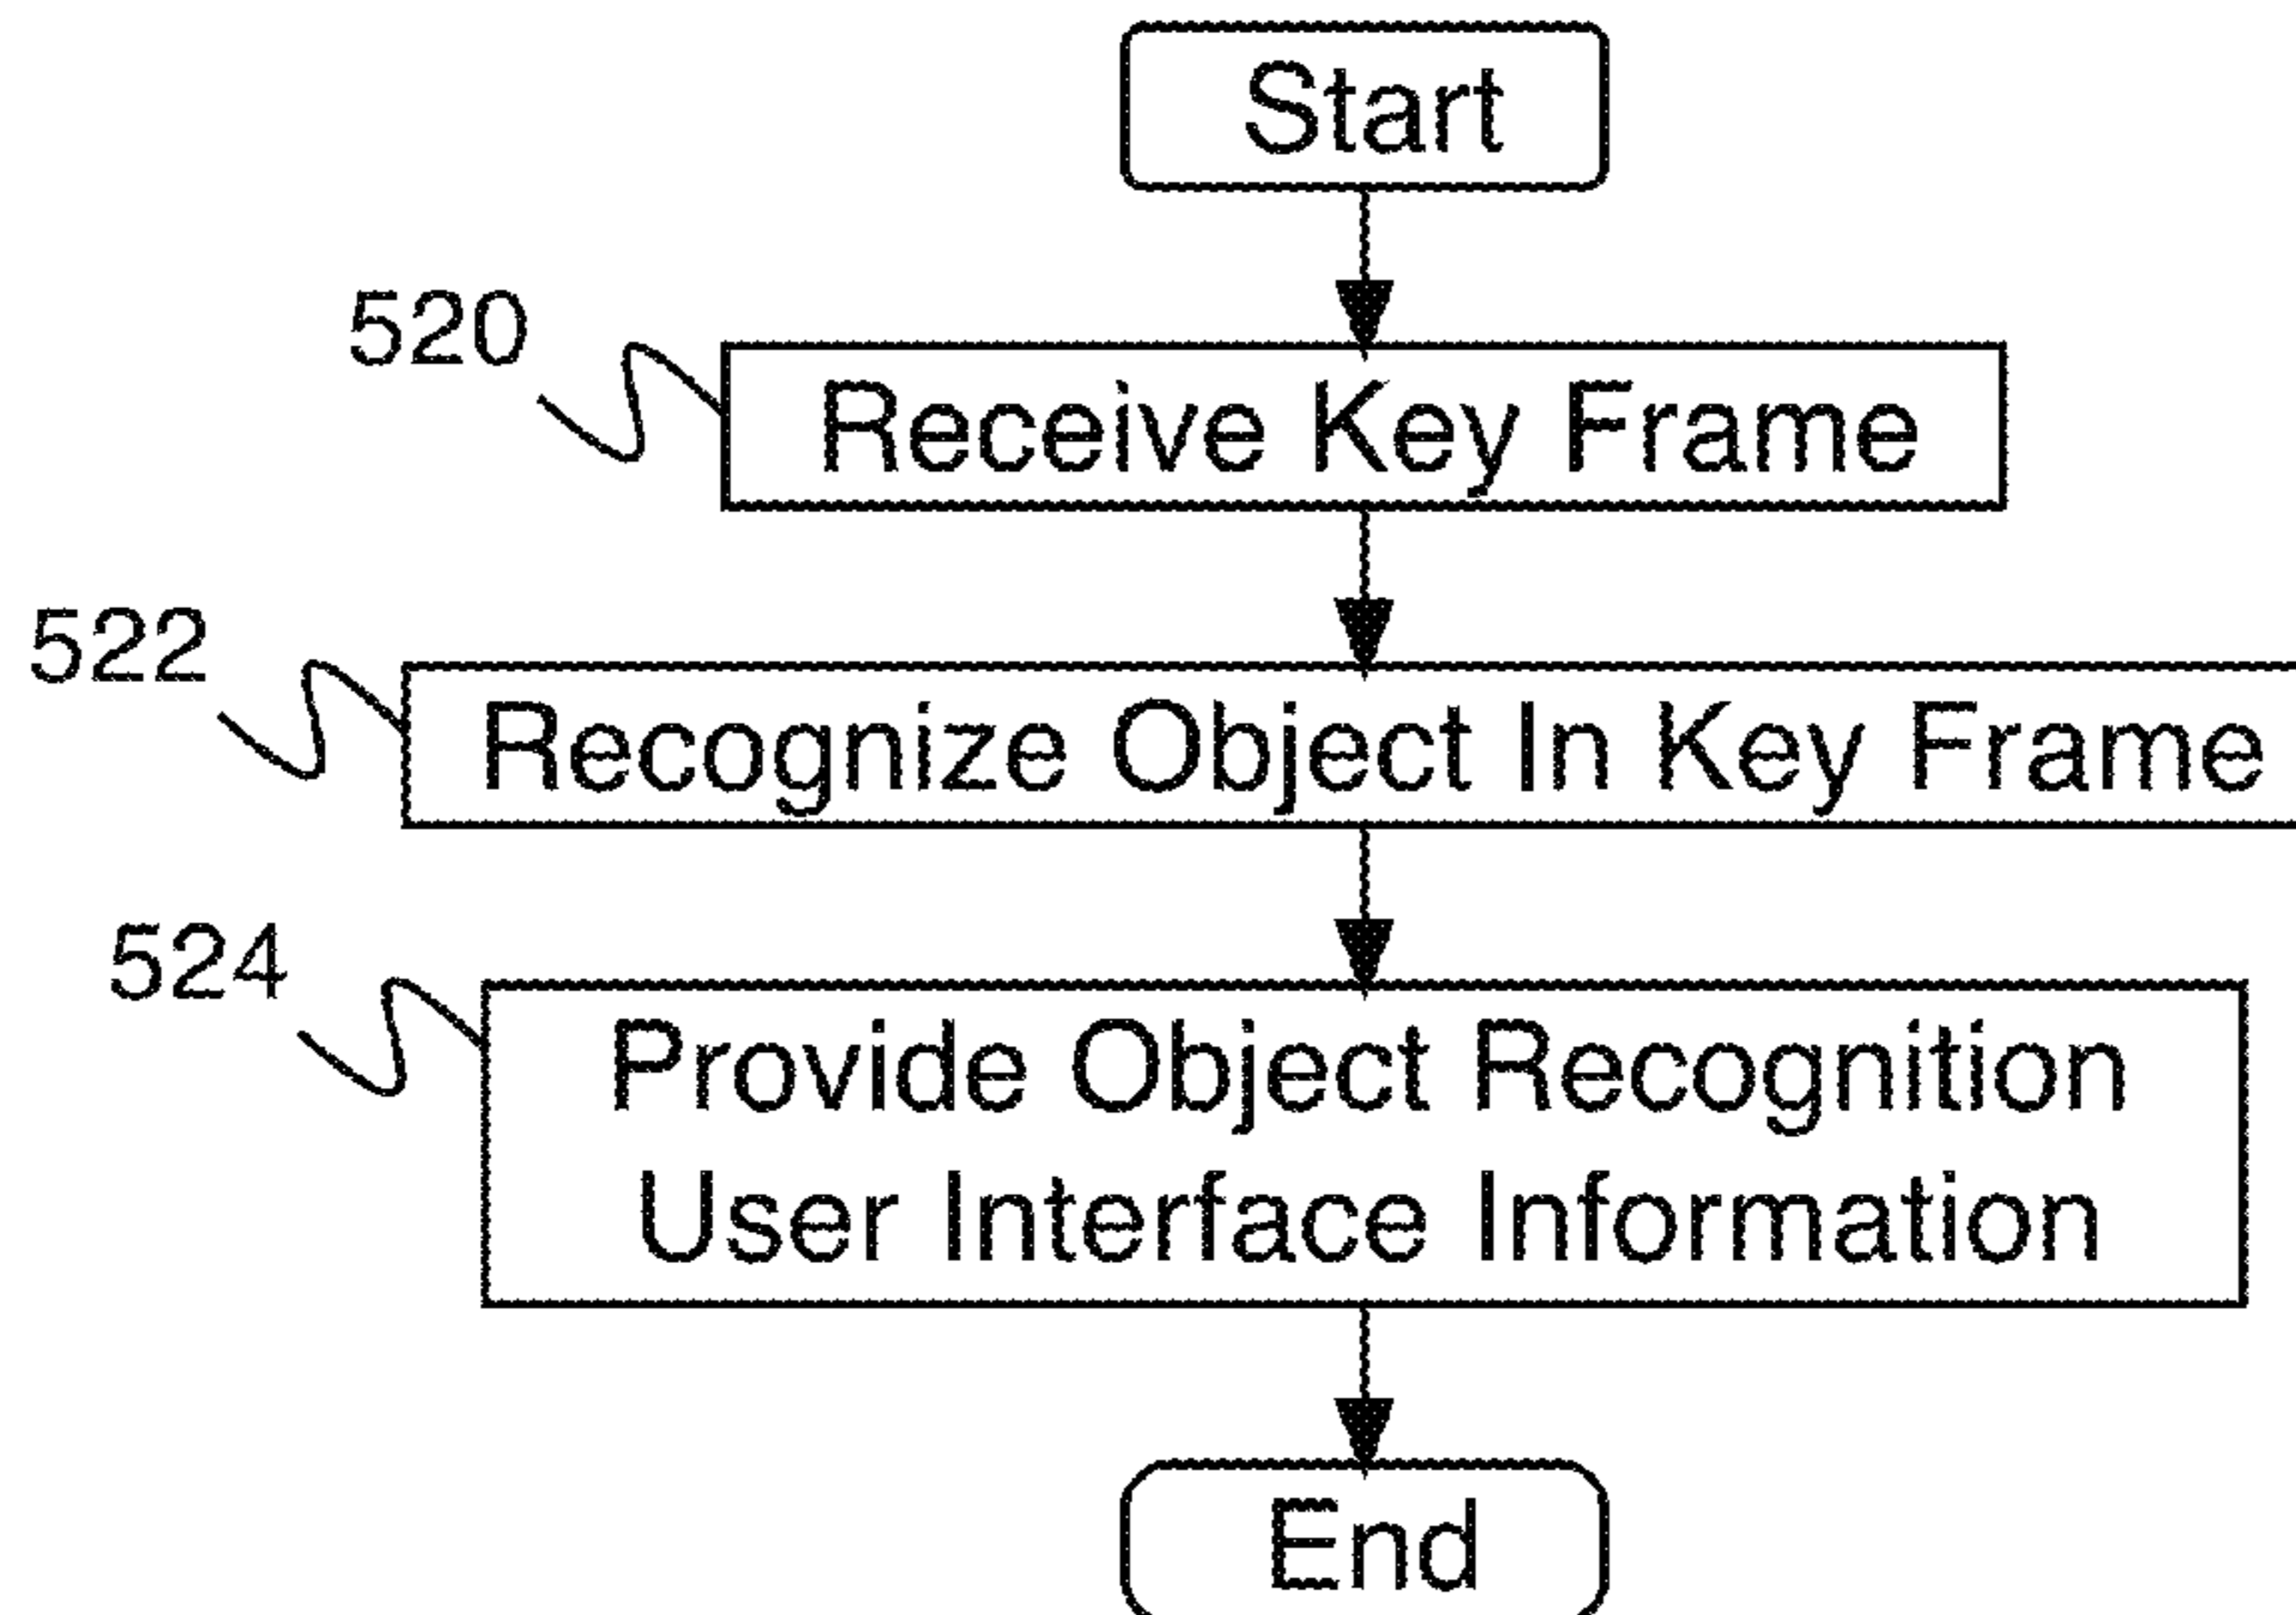 Start
520
Receive Key Frame
522
Recognize Object In Key Frame
524
Provide Object Recognition
User Interface Information
End